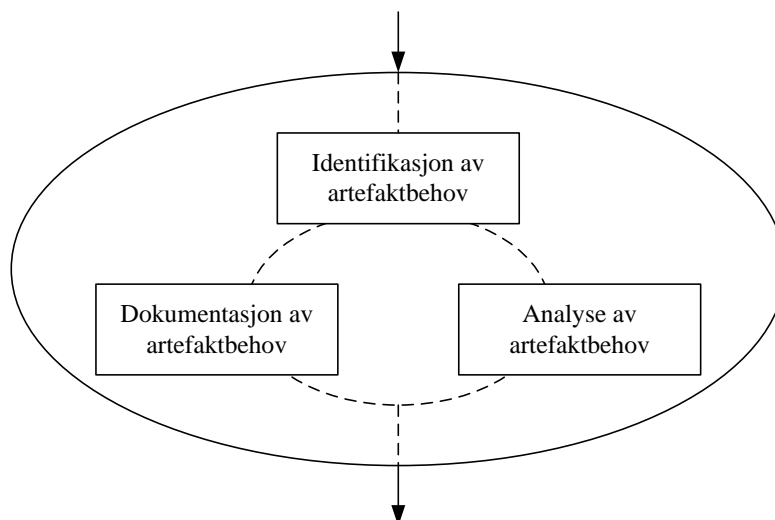 Identifikasjon av
artefaktbehov
Dokumentasjon av
artefaktbehov
Analyse av
artefaktbehov